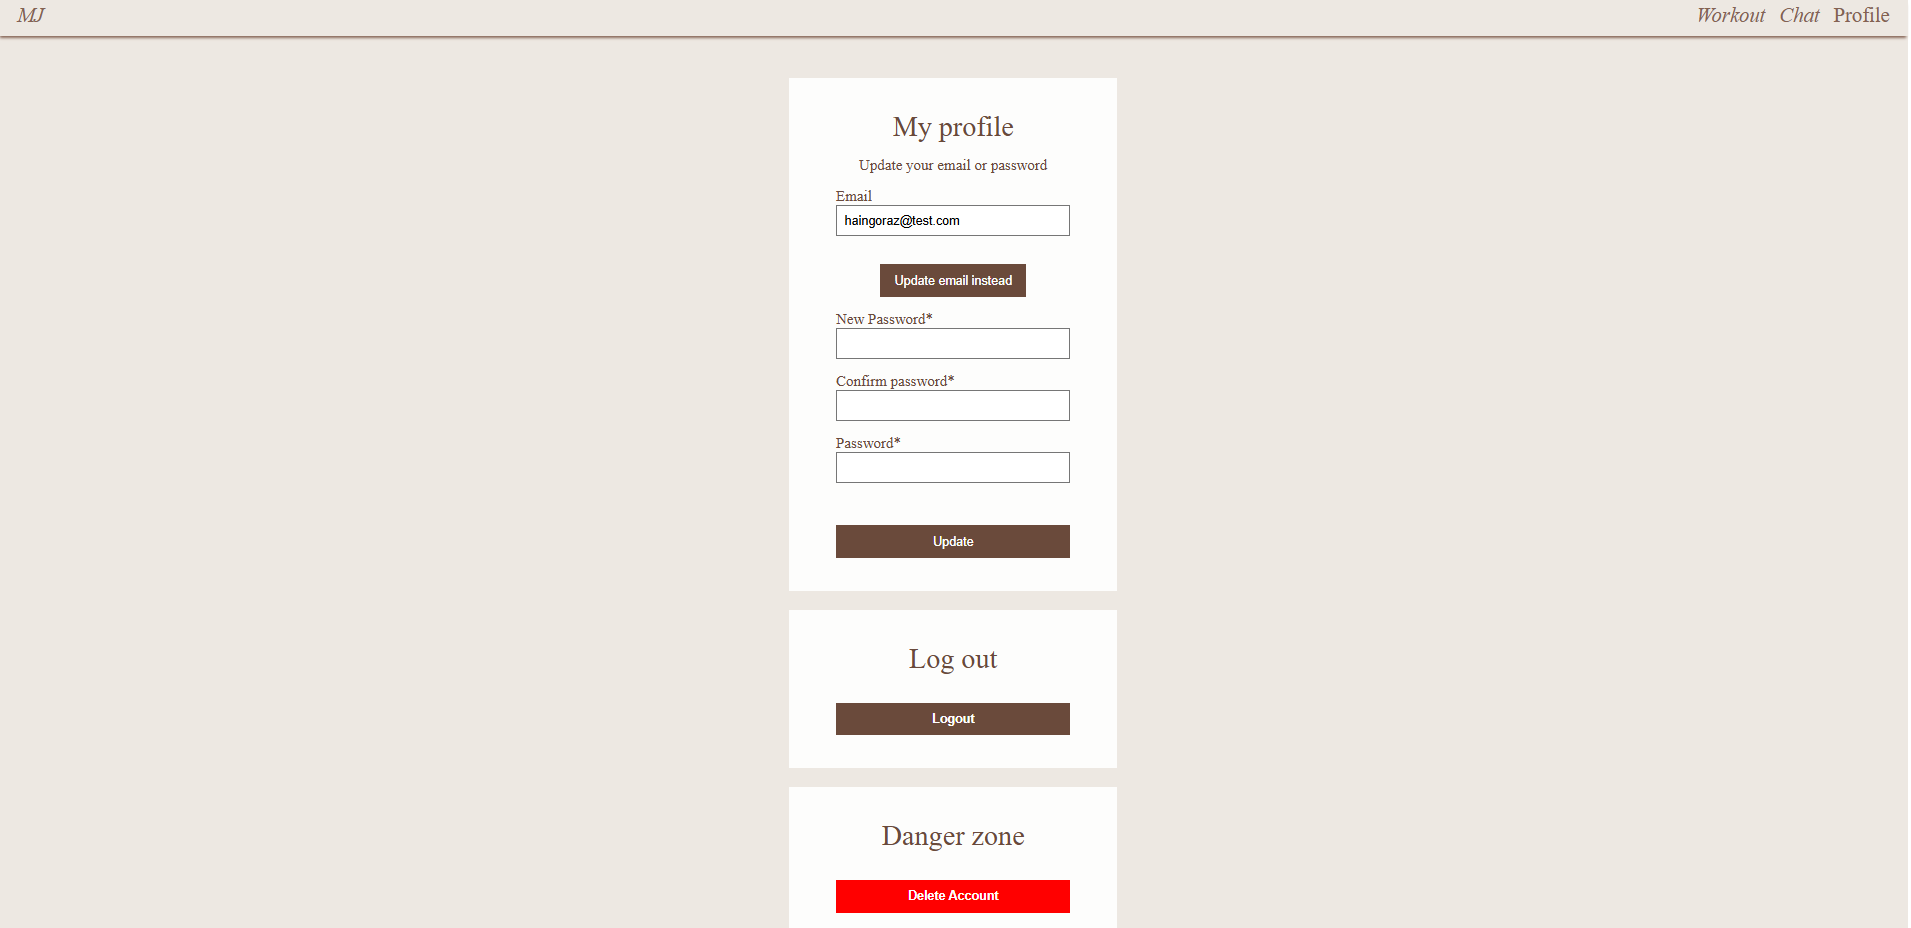 MJ
Workout Chat Profile
My profile
Update your email or password
Email
haingoraz@test.com
Update email instead
New Password*
Confirm password*
Password*
Update
Log out
Logout
Danger zone
Delete Account